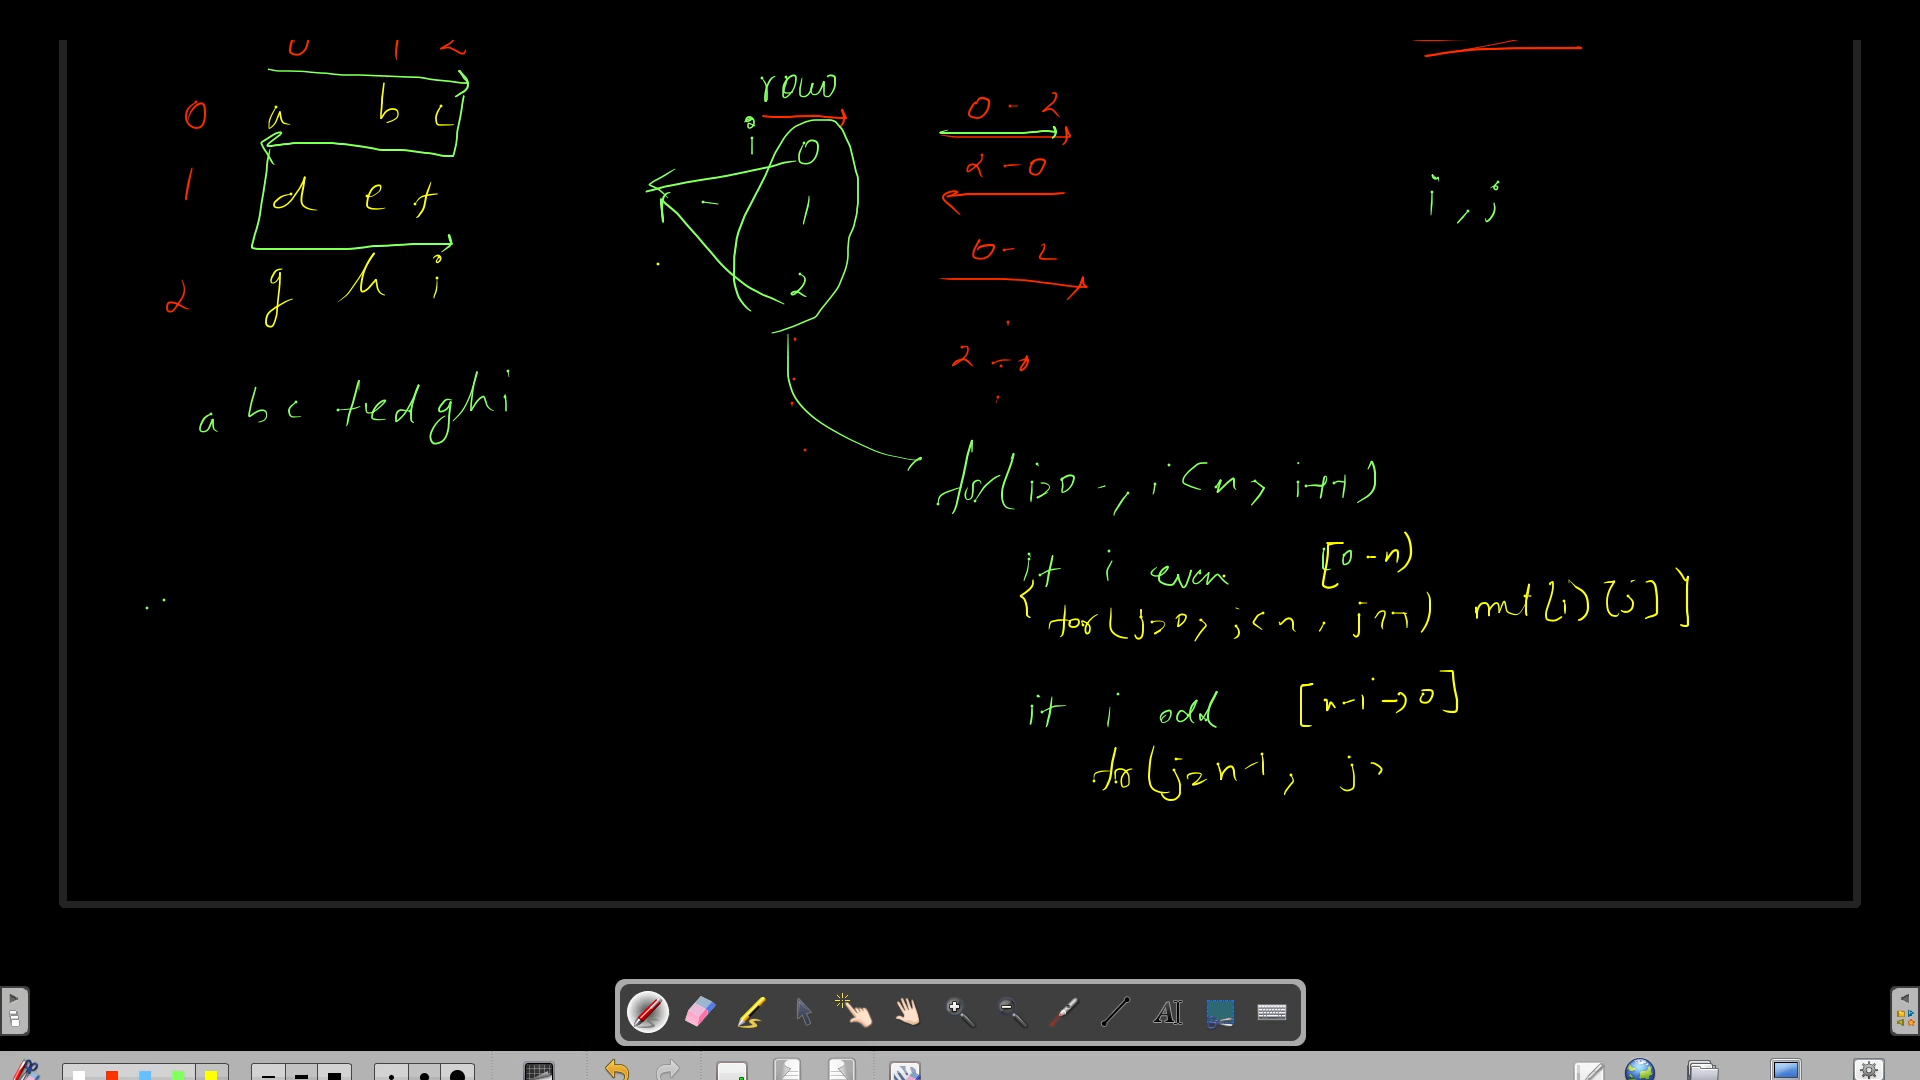 0 1 2
0 a b c
1 d e f
2 g h i
a b c f e d g h i
row
i 0
1
2
0 - 2
2 - 0
0 - 2
2 - 0
i , j
for(i=0 , i<n, i++)
if i even [0 - n)
{ for(j=0, j<n, j++) mat[i][j] }
if i odd [n-1→0]
for(j=n-1, j>
AI